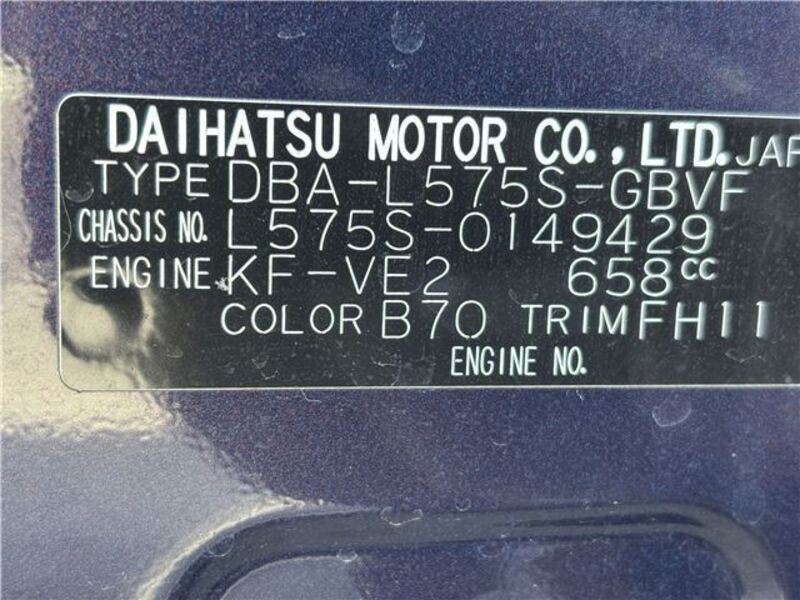 DAIHATSU MOTOR CO., LTD. JAP
TYPE DBA-L575S-GBVF
CHASSIS NO. L575S-0149429
ENGINE KF-VE2 658cc
COLOR B70 TRIM FH11
ENGINE NO.